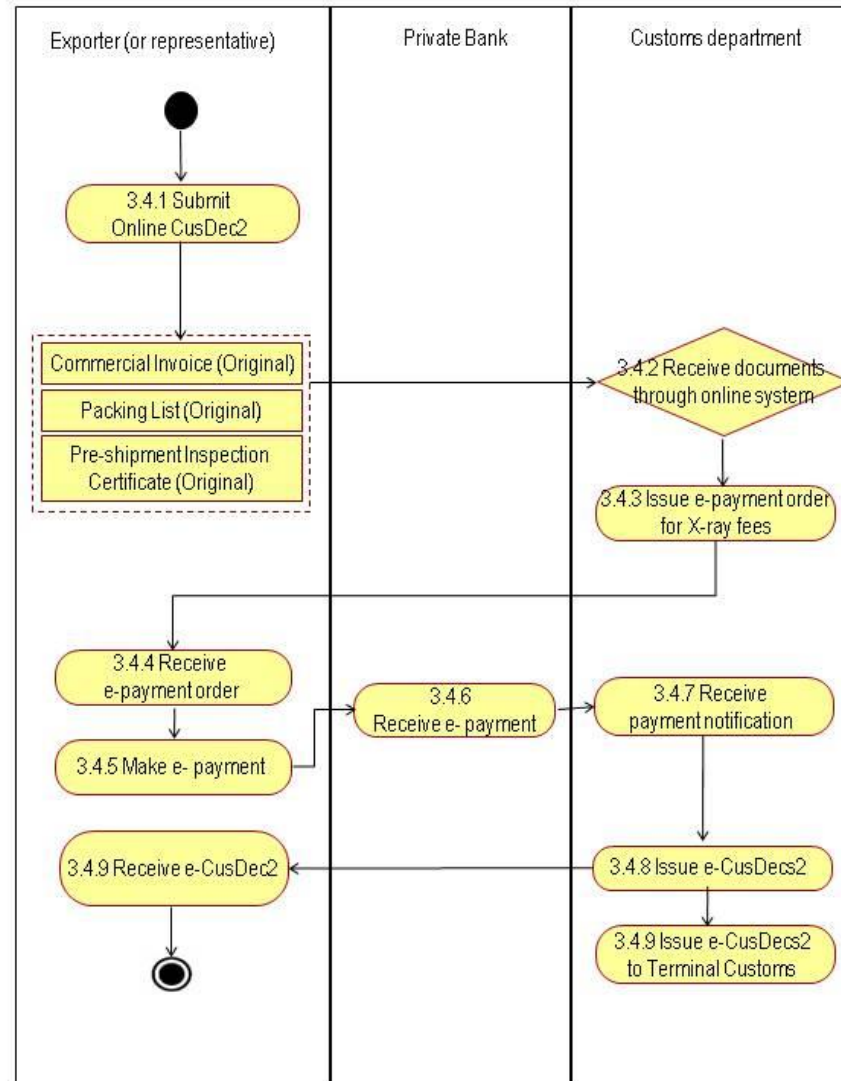 Exporter (or representative)
Private Bank
Customs department
3.4.1 Submit
Online CusDec2
Commercial Invoice (Original)
Packing List (Original)
Pre-shipment Inspection
Certificate (Original)
3.4.2 Receive documents
through online system
3.4.3 Issue e-payment order
for X-ray fees
3.4.4 Receive
e-payment order
3.4.5 Make e- payment
3.4.6
Receive e- payment
3.4.7 Receive
payment notification
3.4.8 Issue e-CusDecs2
3.4.9 Receive e-CusDec2
3.4.9 Issue e-CusDecs2
to Terminal Customs